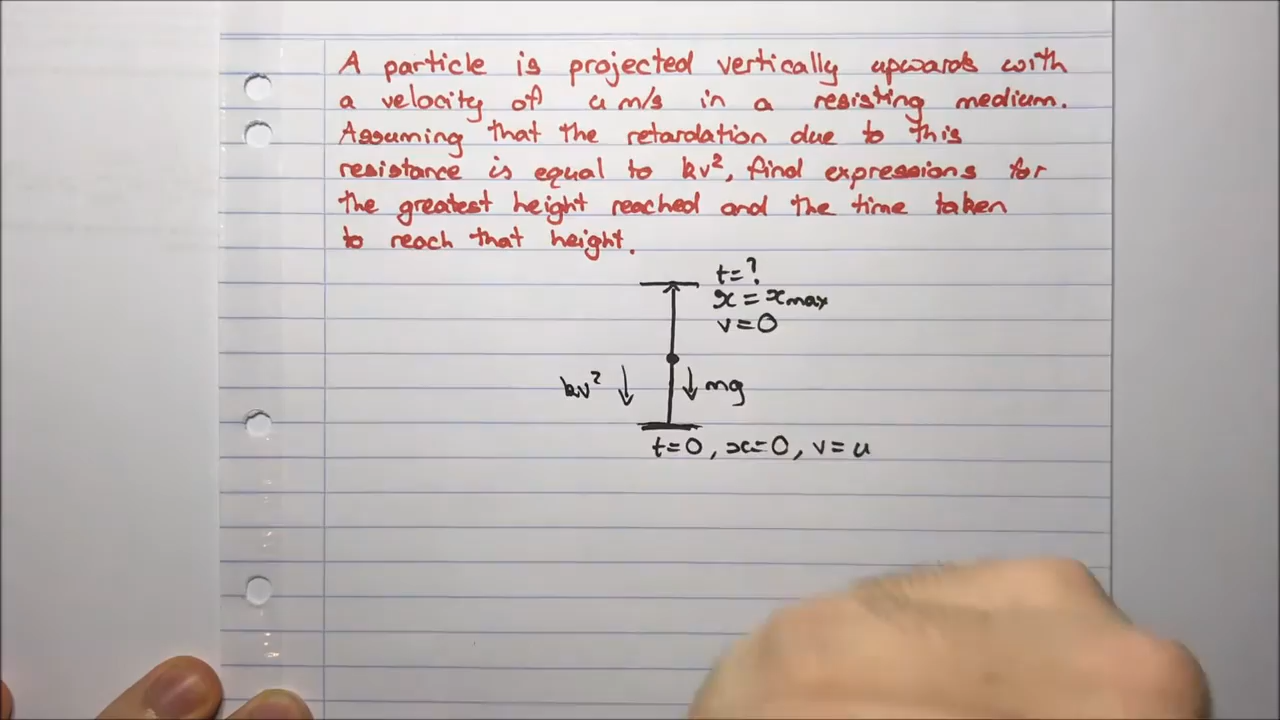 A particle is projected vertically upwards with
a velocity of u m/s in a resisting medium.
Assuming that the retardation due to this
resistance is equal to kv², find expressions for
the greatest height reached and the time taken
to reach that height.
t=?
x = xmax
v=0
kv² ↓ ↓ mg
t=0, x=0, v=u